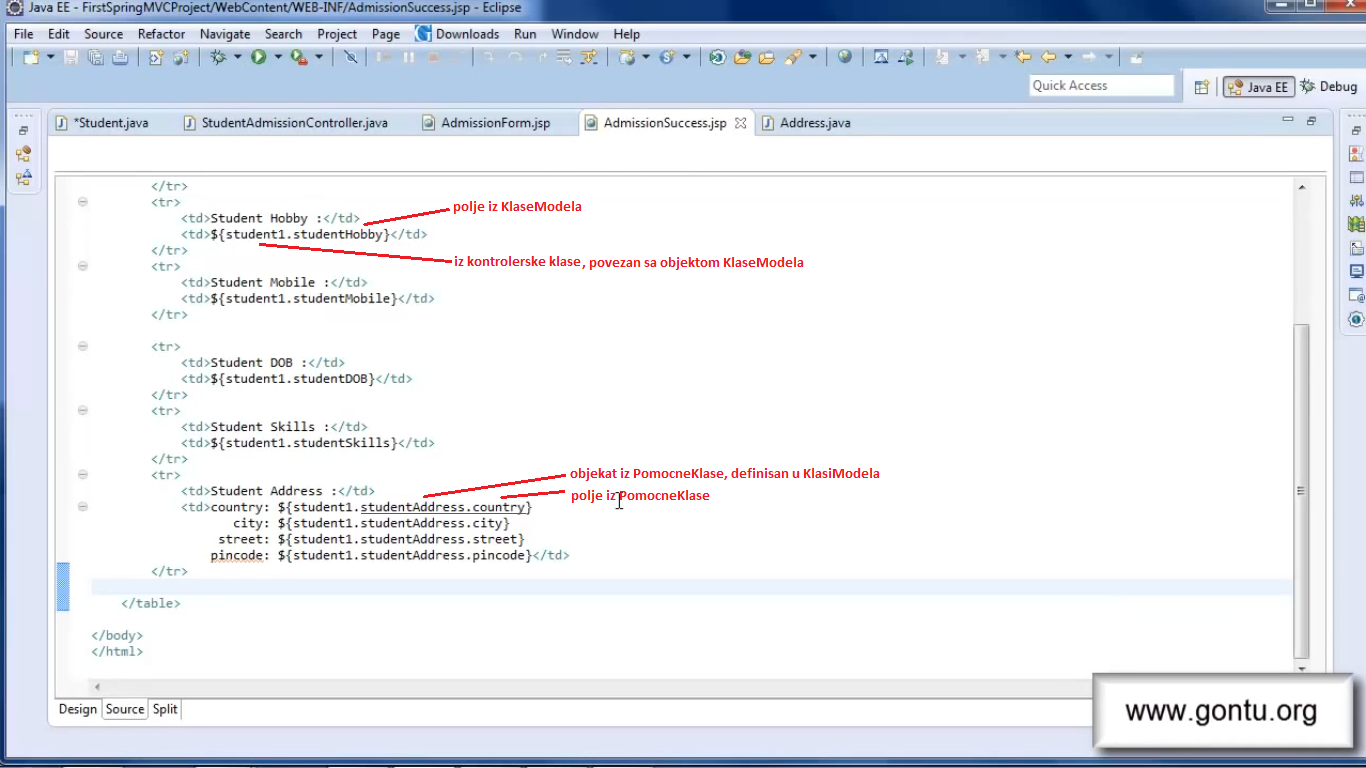 Java EE - FirstSpringMVCProject/WebContent/WEB-INF/AdmissionSuccess.jsp - Eclipse
File Edit Source Refactor Navigate Search Project Page Downloads Run Window Help
Quick Access Java EE Debug
*Student.java StudentAdmissionController.java AdmissionForm.jsp AdmissionSuccess.jsp Address.java
</tr>
<tr>
polje iz KlaseModela
<td>Student Hobby :</td>
<td>${student1.studentHobby}</td>
</tr>
iz kontrolerske klase, povezan sa objektom KlaseModela
<tr>
<td>Student Mobile :</td>
<td>${student1.studentMobile}</td>
</tr>
<tr>
<td>Student DOB :</td>
<td>${student1.studentDOB}</td>
</tr>
<tr>
<td>Student Skills :</td>
<td>${student1.studentSkills}</td>
</tr>
<tr>
objekat iz PomocneKlase, definisan u KlasiModela
<td>Student Address :</td>
polje iz PomocneKlase
<td>country: ${student1.studentAddress.country}
city: ${student1.studentAddress.city}
street: ${student1.studentAddress.street}
pincode: ${student1.studentAddress.pincode}</td>
</tr>
</table>
</body>
</html>
Design Source Split
www.gontu.org